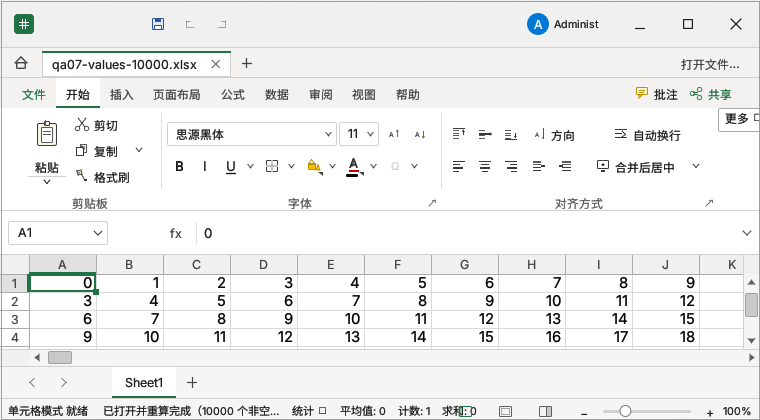 A Administ
qa07-values-10000.xlsx
打开文件...
文件 开始 插入 页面布局 公式 数据 审阅 视图 帮助 批注 共享
更多
粘贴 剪切 复制 格式刷
剪贴板
思源黑体 11 A A
B I U A Ω
字体
方向 自动换行
合并后居中
对齐方式
A1 fx 0
A B C D E F G H I J K
1 0 1 2 3 4 5 6 7 8 9
2 3 4 5 6 7 8 9 10 11 12
3 6 7 8 9 10 11 12 13 14 15
4 9 10 11 12 13 14 15 16 17 18
Sheet1
单元格模式 就绪 已打开并重算完成（10000 个非空... 统计 平均值: 0 计数: 1 求和: 0 100%